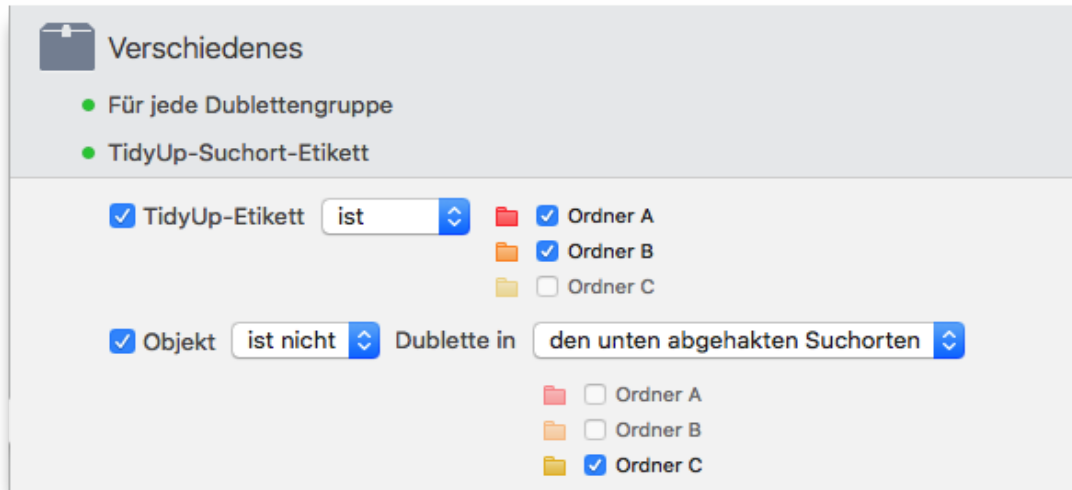 Verschiedenes
Für jede Dublettengruppe
TidyUp-Suchort-Etikett
TidyUp-Etikett ist Ordner A
Ordner B
Ordner C
Objekt ist nicht Dublette in den unten abgehakten Suchorten
Ordner A
Ordner B
Ordner C